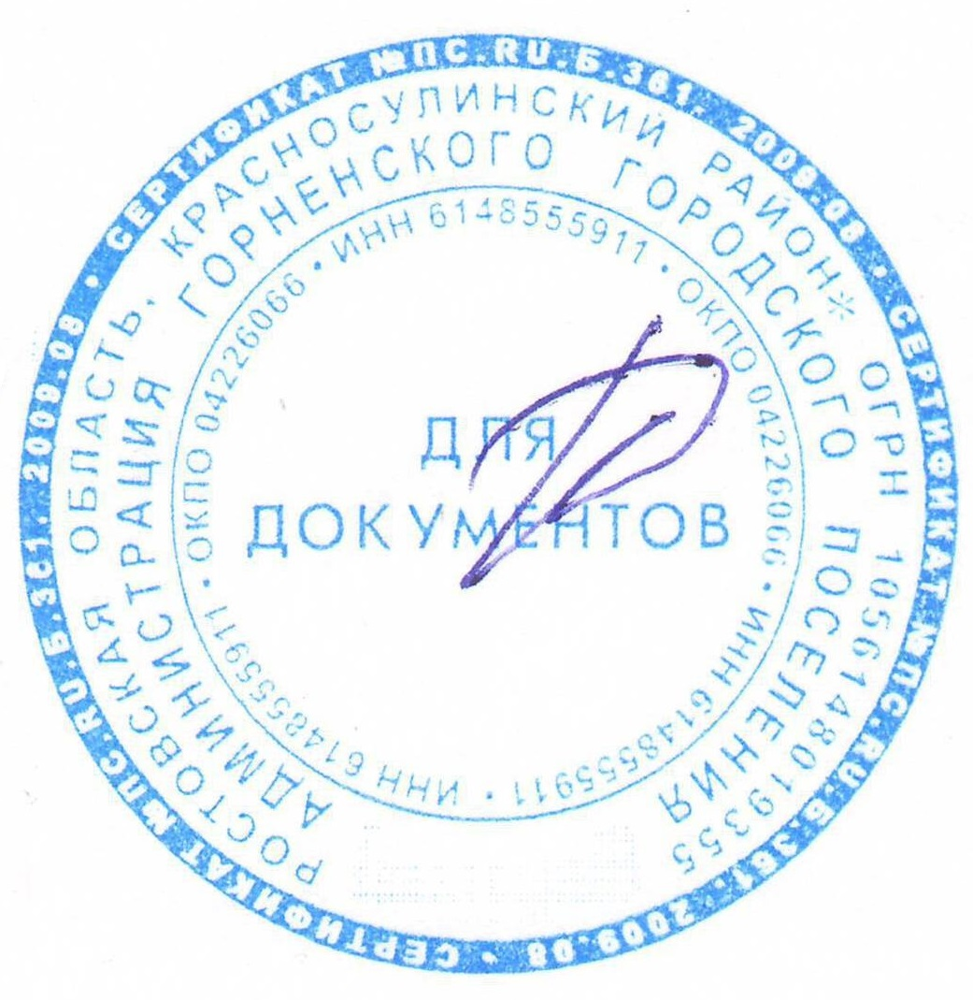 СЕРТИФИКАТ №ПС.RU.Б.361. 2009.08 • СЕРТИФИКАТ №ПС.RU.Б.361. 2009.08 • СЕРТИФИКАТ №ПС.RU.Б.361. 2009.08 •
РОСТОВСКАЯ ОБЛАСТЬ, КРАСНОСУЛИНСКИЙ РАЙОН* ОГРН 1056148019355
АДМИНИСТРАЦИЯ ГОРНЕНСКОГО ГОРОДСКОГО ПОСЕЛЕНИЯ
ИНН 6148555911 • ОКПО 04226066 • ИНН 6148555911 • ОКПО 04226066 • ИНН 6148555911 •
ДЛЯ
ДОКУМЕНТОВ